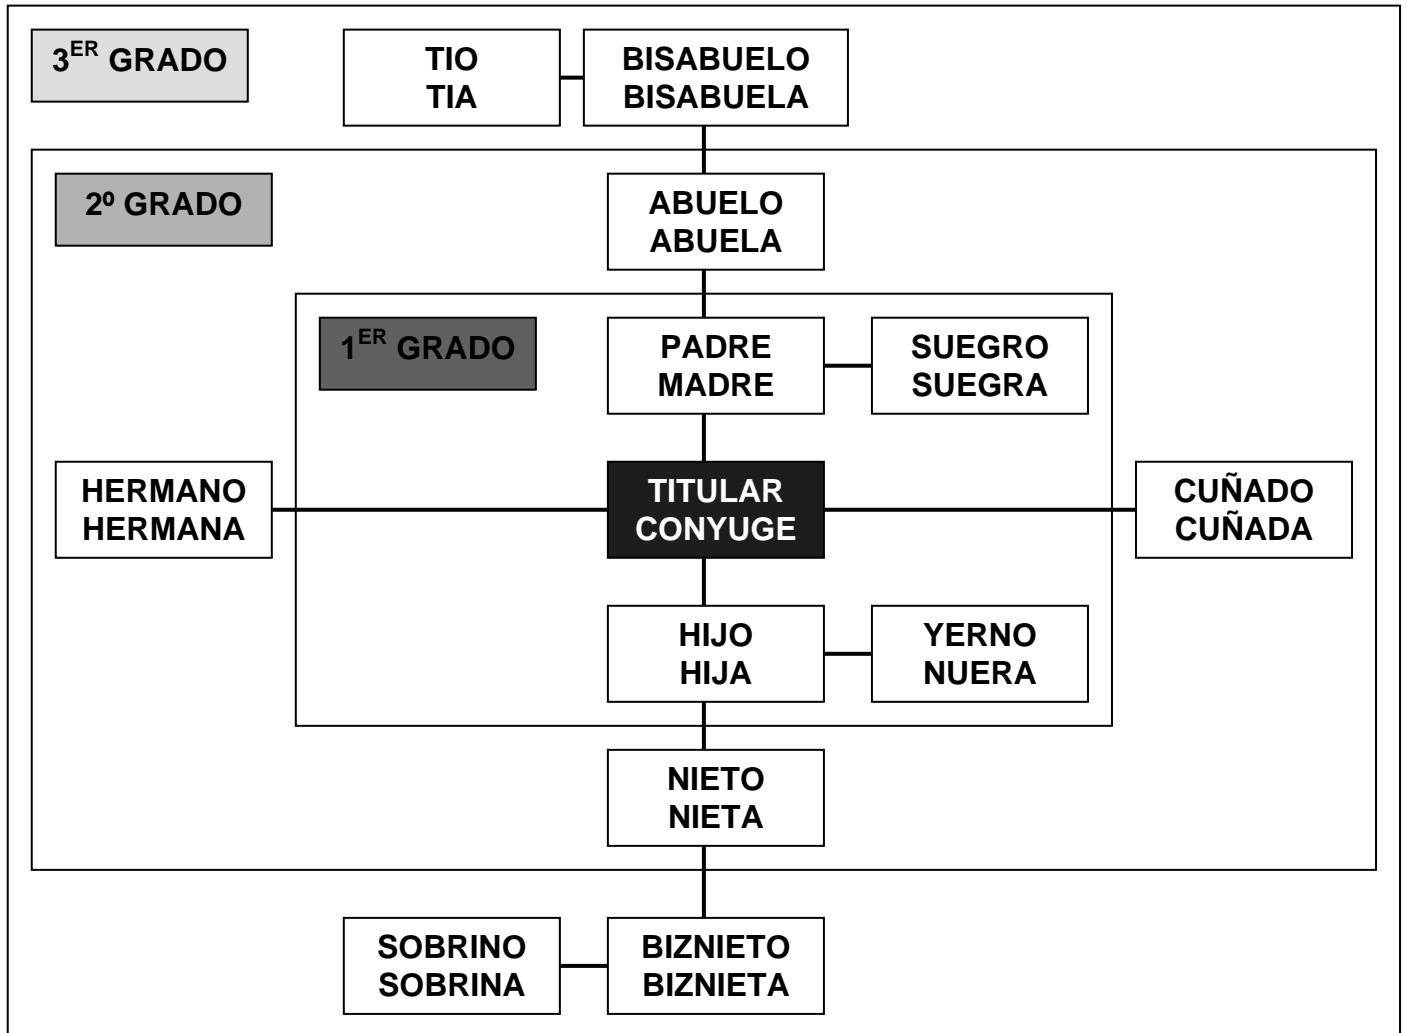 3ER GRADO
TIO
TIA
BISABUELO
BISABUELA
2º GRADO
ABUELO
ABUELA
1ER GRADO
PADRE
MADRE
SUEGRO
SUEGRA
HERMANO
HERMANA
TITULAR
CONYUGE
CUÑADO
CUÑADA
HIJO
HIJA
YERNO
NUERA
NIETO
NIETA
SOBRINO
SOBRINA
BIZNIETO
BIZNIETA